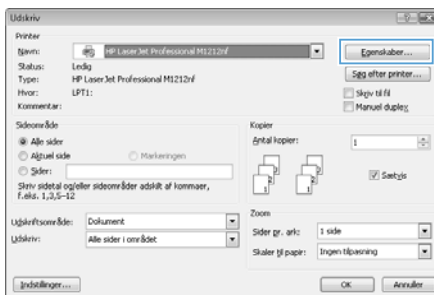 Udskriv
Printer
Navn: HP LaserJet Professional M1212nf
Egenskaber...
Status: Ledig
Type: HP LaserJet Professional M1212nf
Søg efter printer...
Hvor: LPT1:
Skriv til fil
Kommentar:
Manuel duplex
Sideområde
Alle sider
Aktuel side
Markeringen
Sider:
Skriv sidetal og/eller sideområder adskilt af kommaer,
f.eks. 1,3,5-12
Kopier
Antal kopier: 1
Sætvis
Udskriftsområde: Dokument
Udskriv: Alle sider i området
Zoom
Sider pr. ark: 1 side
Skaler til papir: Ingen tilpasning
Indstillinger...
OK
Annuller